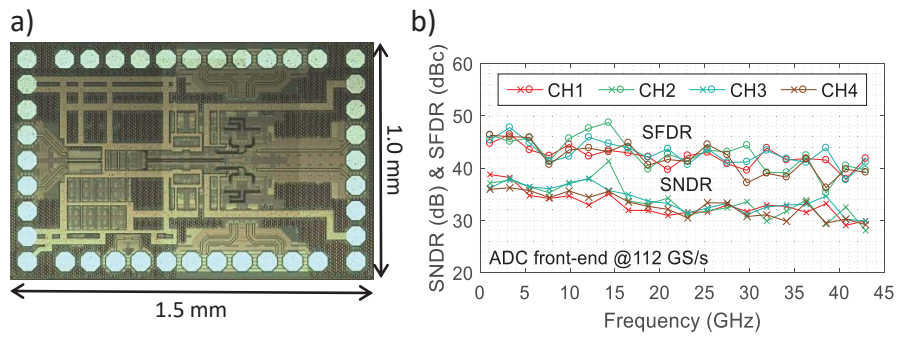 a)
1.0 mm
1.5 mm
b)
SNDR (dB) & SFDR (dBc)
60
50
40
30
20
CH1 CH2 CH3 CH4
SFDR
SNDR
ADC front-end @112 GS/s
0 5 10 15 20 25 30 35 40 45
Frequency (GHz)